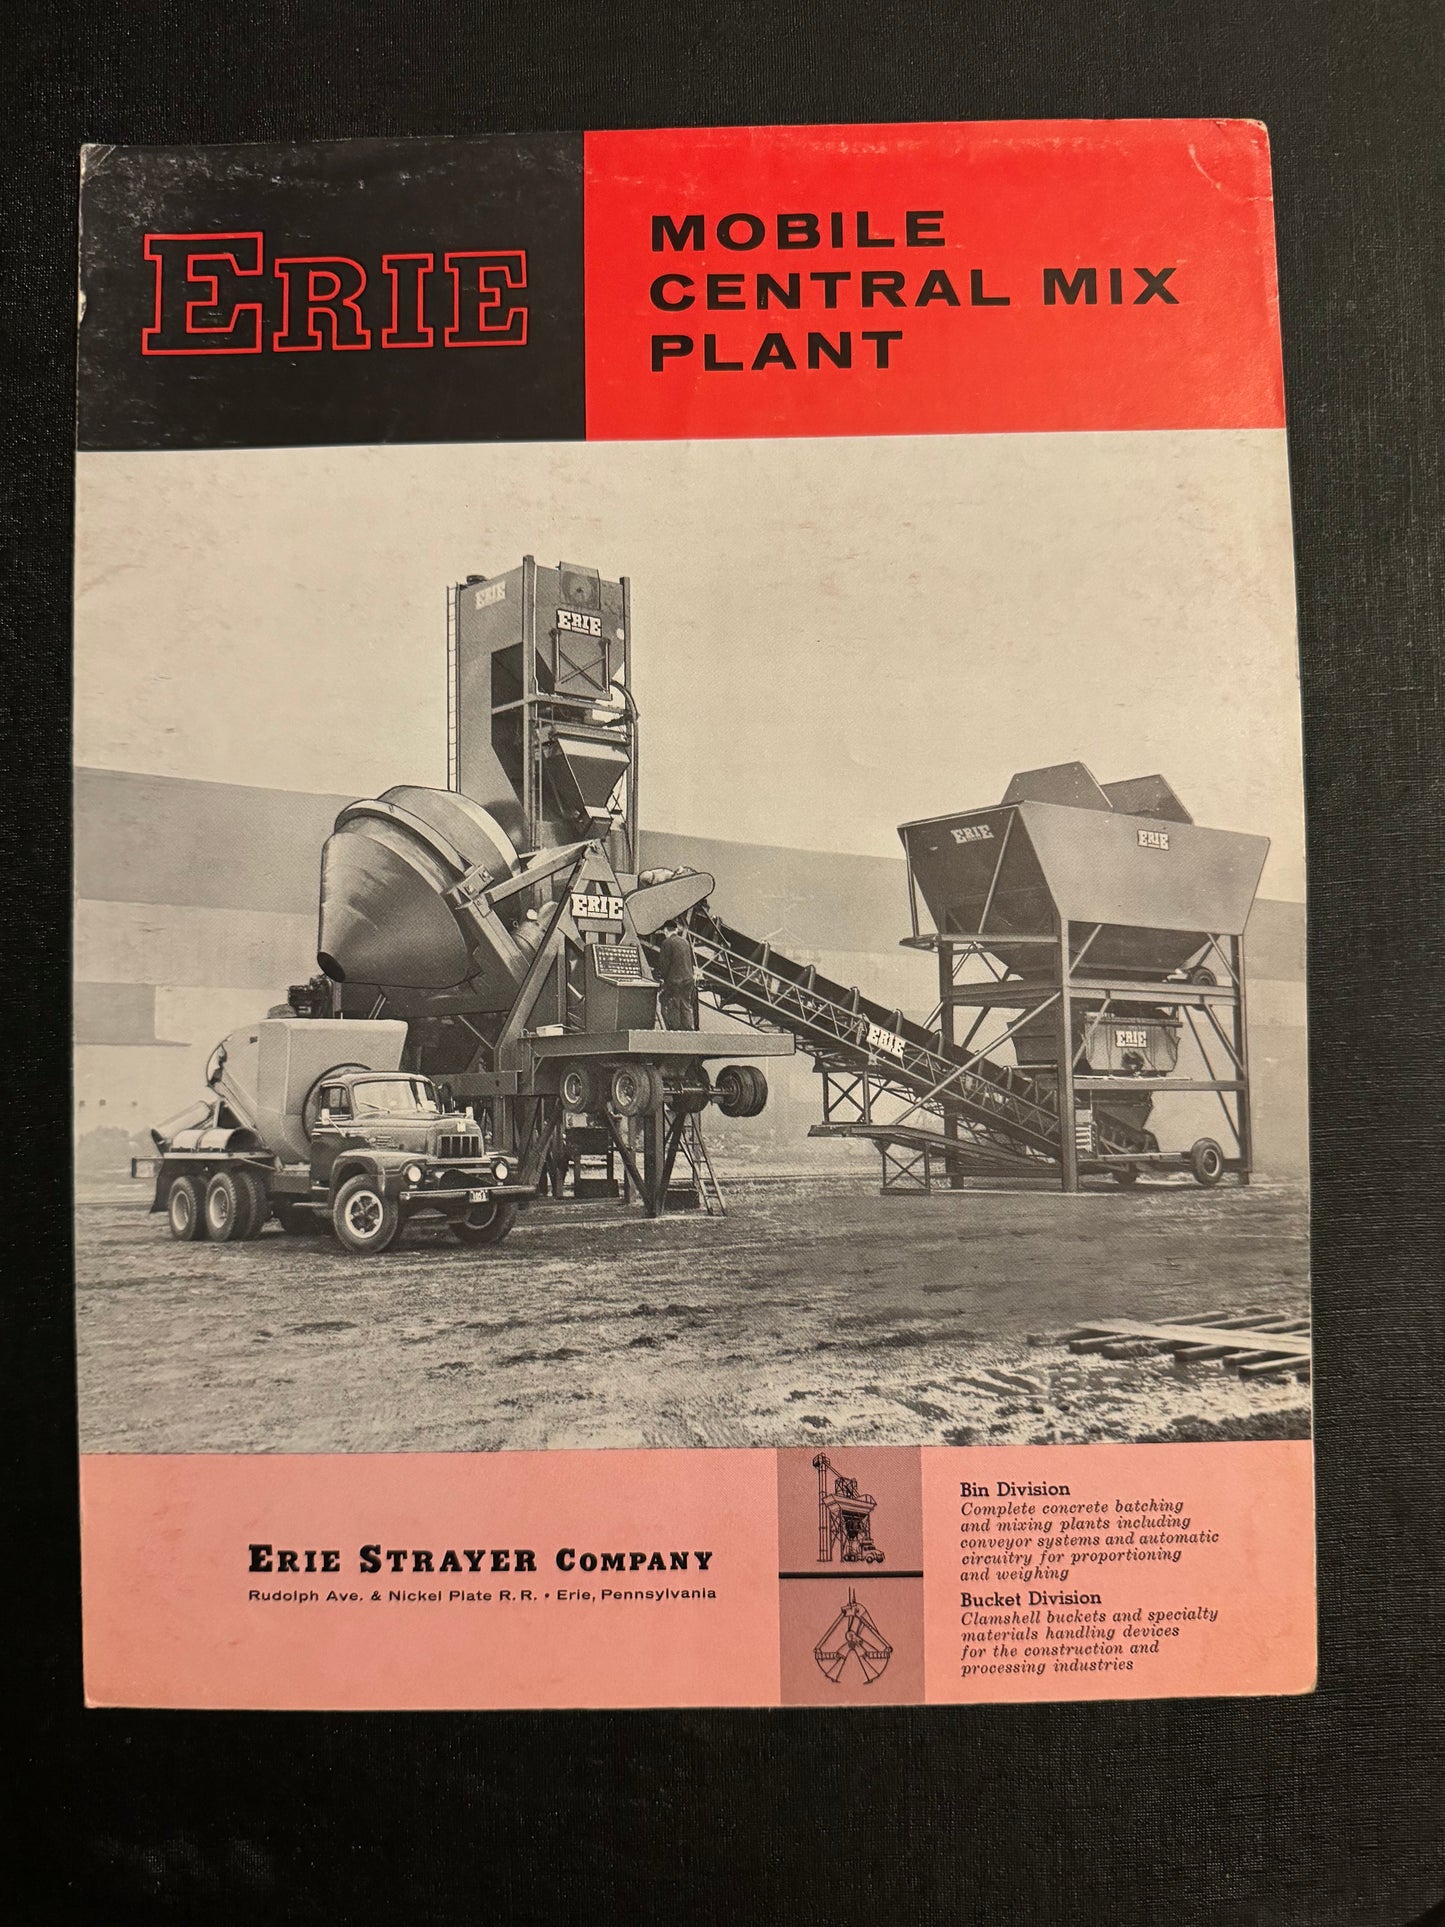 ERIE
MOBILE
CENTRAL MIX
PLANT
ERIE
ERIE
ERIE
ERIE
ERIE
ERIE
ERIE
ERIE STRAYER COMPANY
Rudolph Ave. & Nickel Plate R. R. • Erie, Pennsylvania
Bin Division
Complete concrete batching
and mixing plants including
conveyor systems and automatic
circuitry for proportioning
and weighing
Bucket Division
Clamshell buckets and specialty
materials handling devices
for the construction and
processing industries